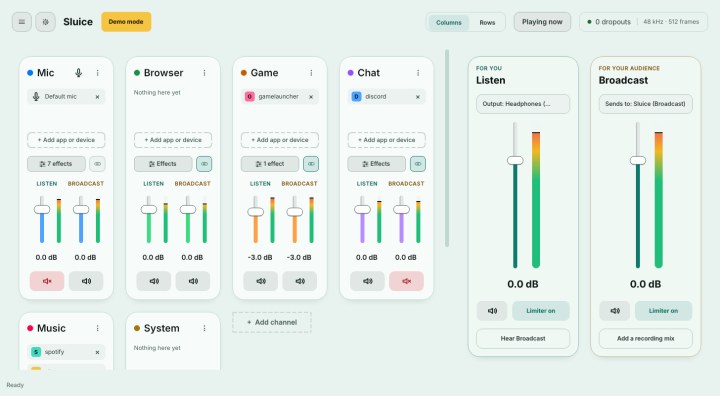 Sluice
Demo mode
Columns
Rows
Playing now
0 dropouts
48 kHz · 512 frames
Mic
Default mic
+ Add app or device
7 effects
LISTEN
BROADCAST
0.0 dB
0.0 dB
Browser
Nothing here yet
+ Add app or device
Effects
LISTEN
BROADCAST
0.0 dB
0.0 dB
Game
G
gamelauncher
+ Add app or device
1 effect
LISTEN
BROADCAST
-3.0 dB
-3.0 dB
Chat
D
discord
+ Add app or device
Effects
LISTEN
BROADCAST
0.0 dB
0.0 dB
Music
S
spotify
System
Nothing here yet
+ Add channel
FOR YOU
Listen
Output: Headphones (...
0.0 dB
Limiter on
Hear Broadcast
FOR YOUR AUDIENCE
Broadcast
Sends to: Sluice (Broadcast)
0.0 dB
Limiter on
Add a recording mix
Ready